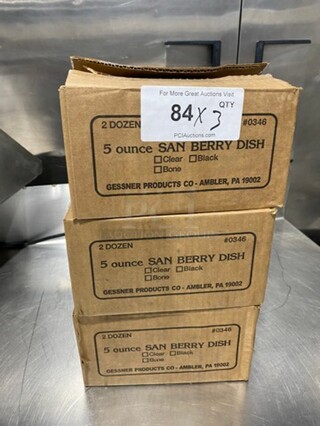 For More Great Auctions Visit
84 x 3
QTY
PCIAuctions.com
2 DOZEN #0346
5 ounce SAN BERRY DISH
☐Clear ☐Black
☐Bone
GESSNER PRODUCTS CO - AMBLER, PA 19002
2 DOZEN #0346
5 ounce SAN BERRY DISH
☐Clear ☐Black
☐Bone
GESSNER PRODUCTS CO - AMBLER, PA 19002
2 DOZEN #0346
5 ounce SAN BERRY DISH
☐Clear ☐Black
☐Bone
GESSNER PRODUCTS CO - AMBLER, PA 19002